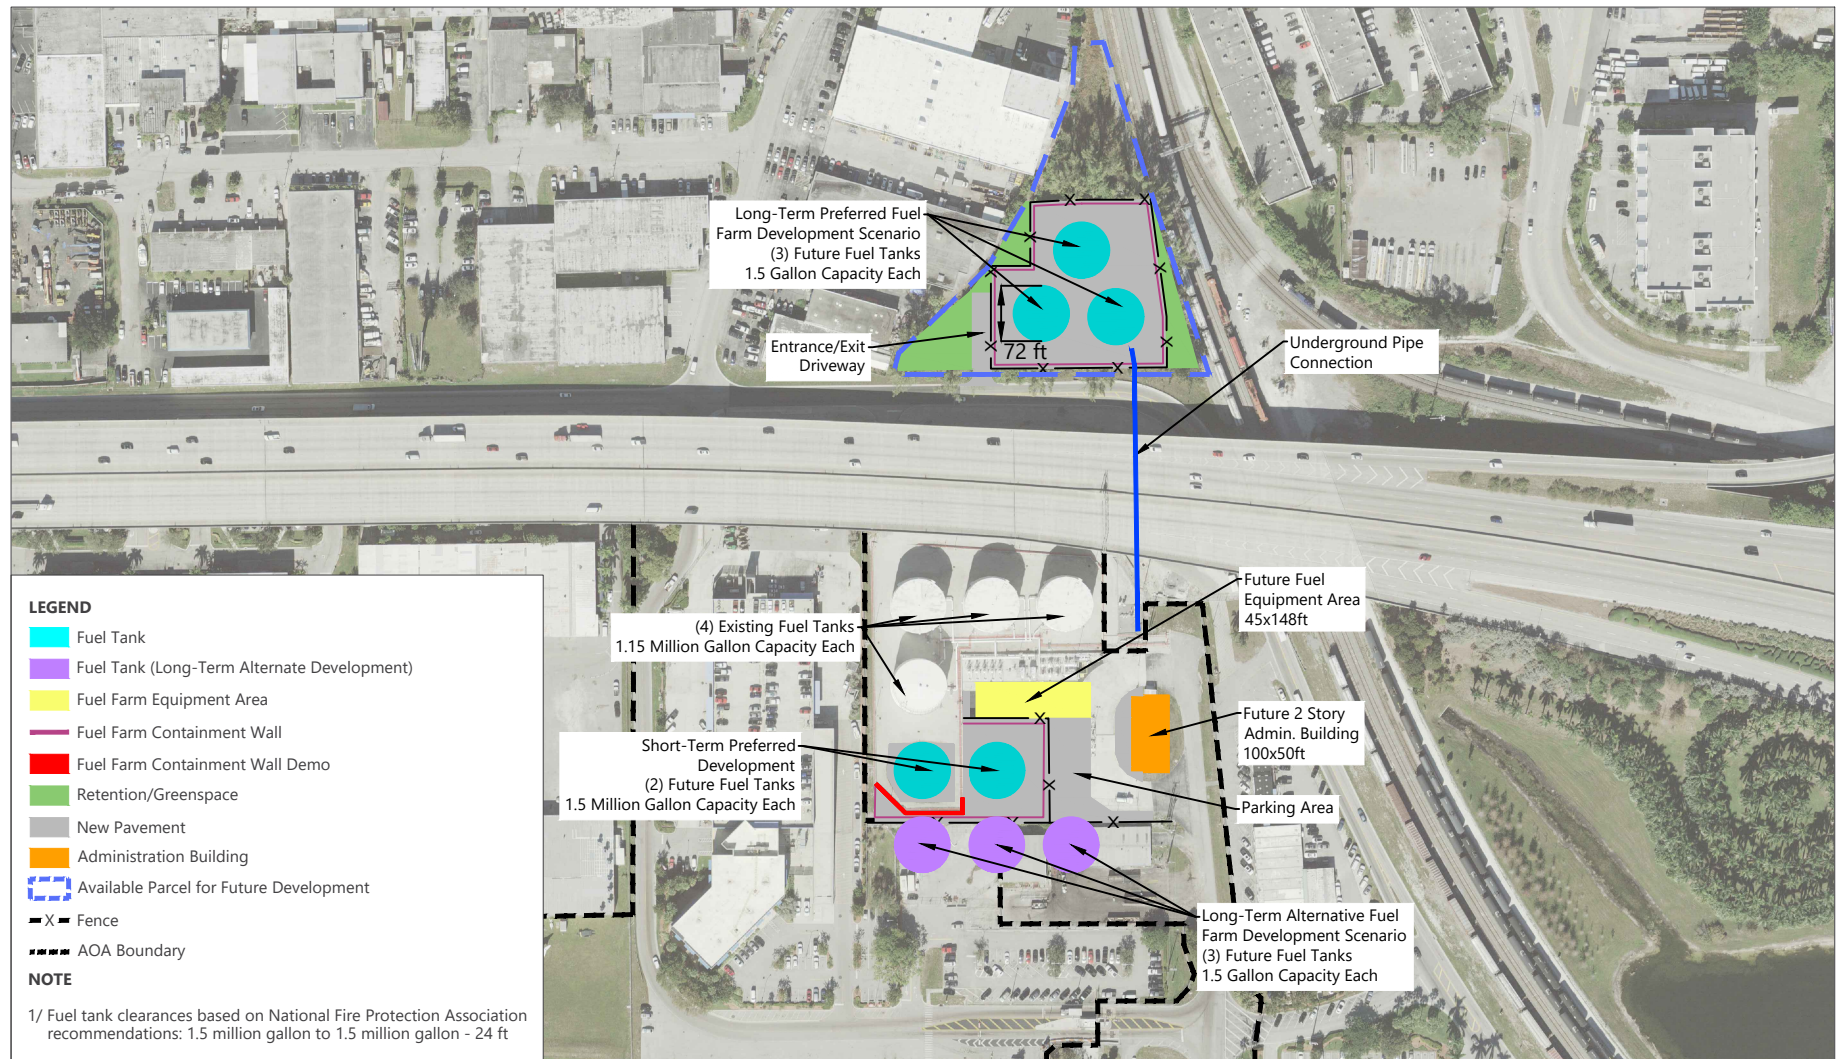 Long-Term Preferred Fuel
Farm Development Scenario
(3) Future Fuel Tanks
1.5 Gallon Capacity Each
72 ft
Entrance/Exit
Driveway
Underground Pipe
Connection
Future Fuel
Equipment Area
45x148ft
(4) Existing Fuel Tanks
1.15 Million Gallon Capacity Each
Future 2 Story
Admin. Building
100x50ft
Short-Term Preferred
Development
(2) Future Fuel Tanks
1.5 Million Gallon Capacity Each
Parking Area
Long-Term Alternative Fuel
Farm Development Scenario
(3) Future Fuel Tanks
1.5 Gallon Capacity Each
LEGEND
Fuel Tank
Fuel Tank (Long-Term Alternate Development)
Fuel Farm Equipment Area
Fuel Farm Containment Wall
Fuel Farm Containment Wall Demo
Retention/Greenspace
New Pavement
Administration Building
Available Parcel for Future Development
X Fence
AOA Boundary
NOTE
1/ Fuel tank clearances based on National Fire Protection Association
recommendations: 1.5 million gallon to 1.5 million gallon - 24 ft